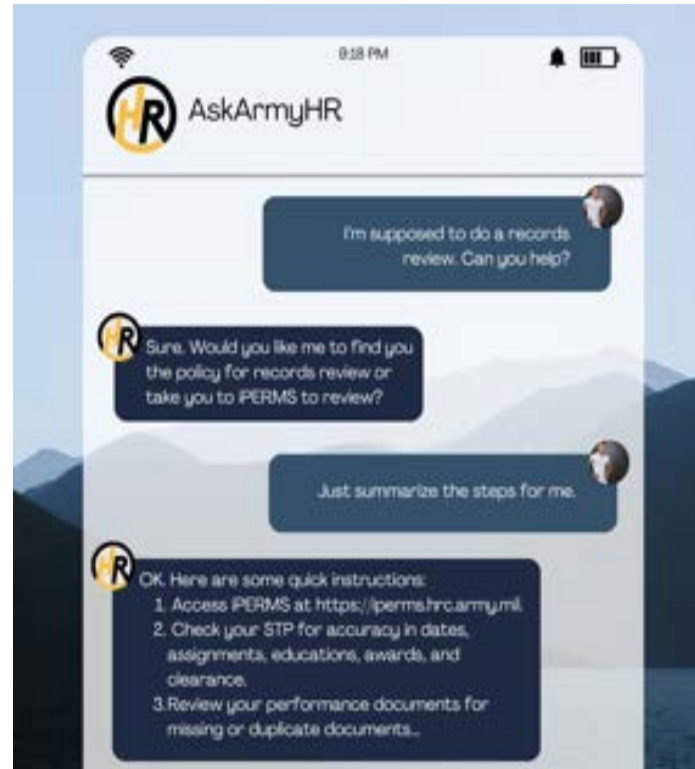 9:18 PM
HR
AskArmyHR
I'm supposed to do a records
review. Can you help?
HR
Sure. Would you like me to find you
the policy for records review or
take you to iPERMS to review?
Just summarize the steps for me.
HR
OK. Here are some quick instructions:
1. Access iPERMS at https://iperms.hrc.army.mil.
2. Check your STP for accuracy in dates,
assignments, educations, awards, and
clearance.
3.Review your performance documents for
missing or duplicate documents...